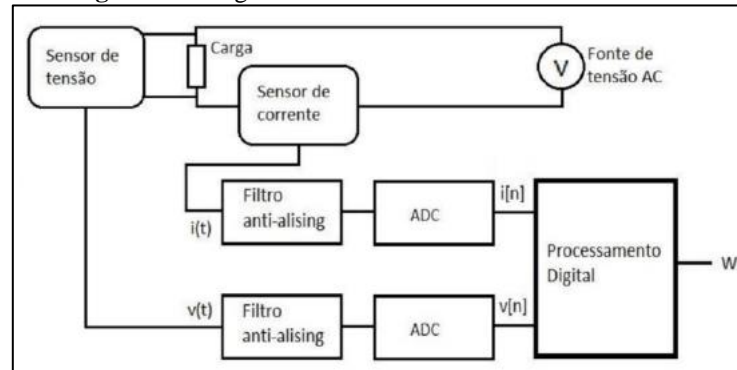 Sensor de
tensão
Carga
Sensor de
corrente
V
Fonte de
tensão AC
i(t)
Filtro
anti-alising
ADC
i[n]
Processamento
Digital
W
v(t)
Filtro
anti-alising
ADC
v[n]